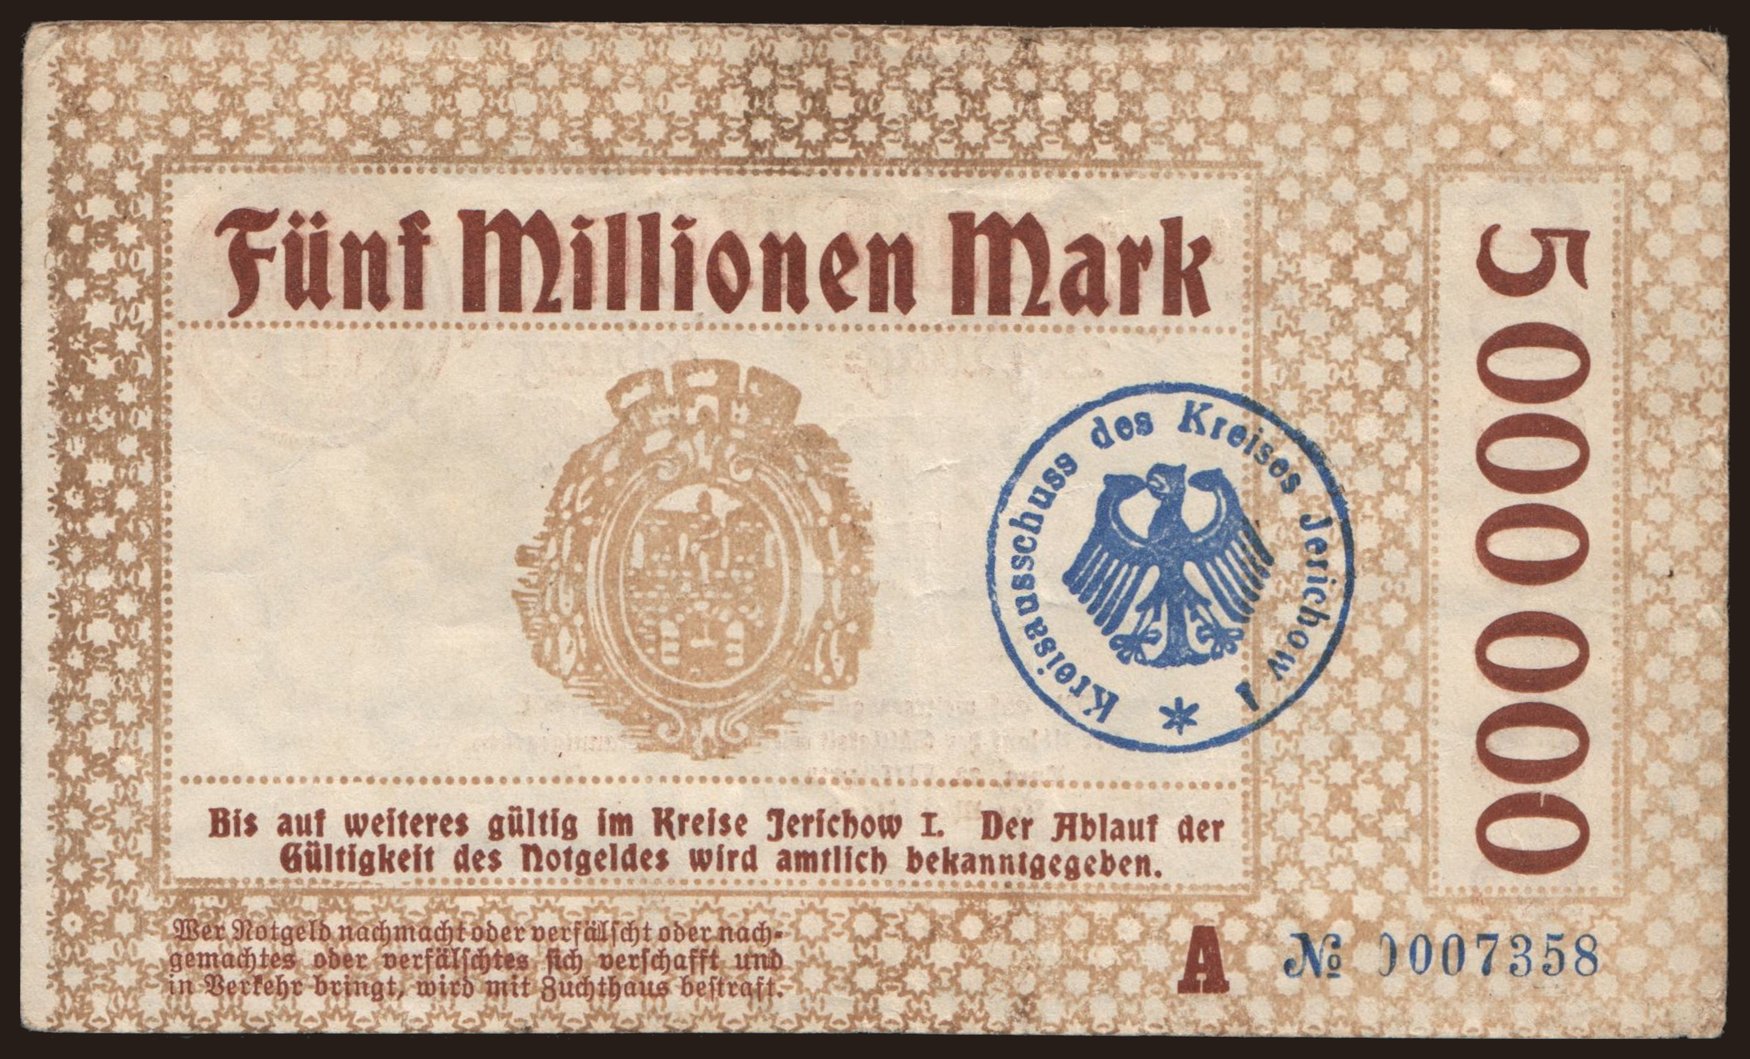 Fünf Millionen Mark
5000000
Kreisausschuss des Kreises Jerichow I
Bis auf weiteres gültig im Kreise Jerichow I. Der Ablauf der
Gültigkeit des Notgeldes wird amtlich bekanntgegeben.
Wer Notgeld nachmacht oder verfälscht oder nach-
gemachtes oder verfälschtes sich verschafft und
in Verkehr bringt, wird mit Zuchthaus bestraft.
A № 0007358